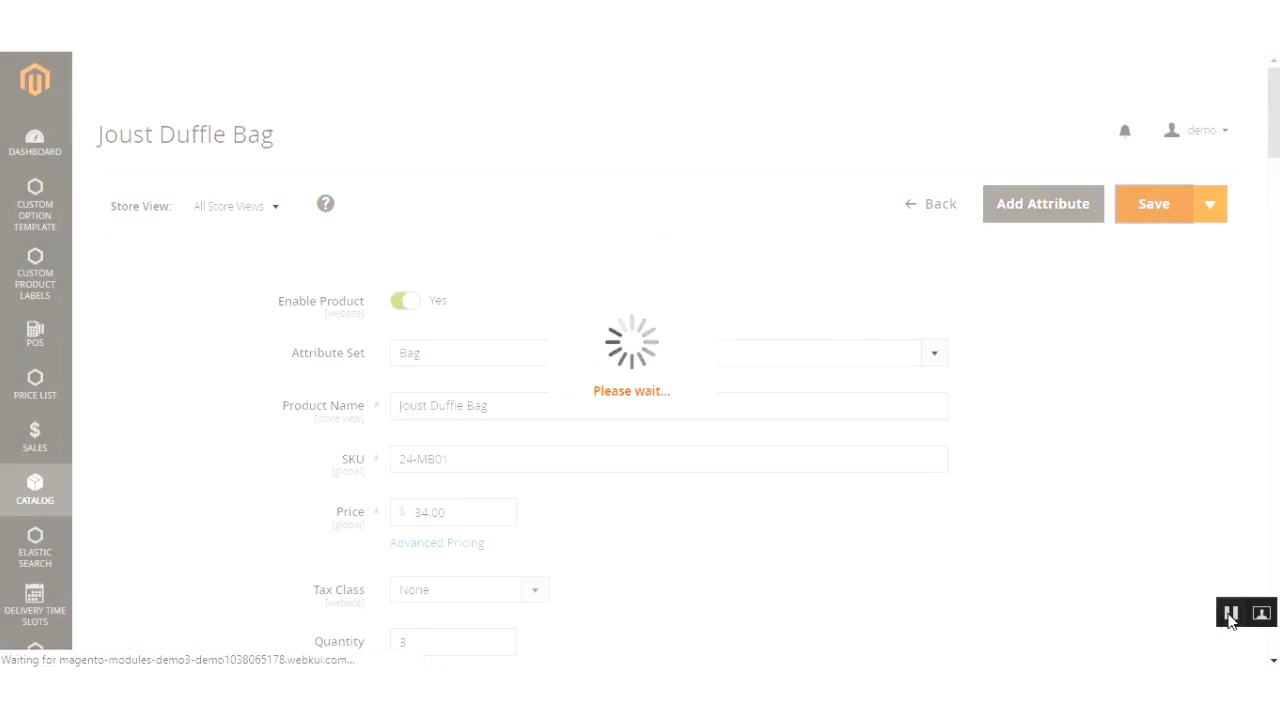 Joust Duffle Bag
demo
Store View: All Store Views ?
Back
Add Attribute
Save
DASHBOARD
CUSTOM
OPTION
TEMPLATE
CUSTOM
PRODUCT
LABELS
POS
PRICE LIST
$
SALES
CATALOG
ELASTIC
SEARCH
DELIVERY TIME
SLOTS
Enable Product Yes
[website]
Attribute Set Bag
Please wait...
Product Name * Joust Duffle Bag
[store view]
SKU * 24-MB01
[global]
Price * $ 34.00
[global]
Advanced Pricing
Tax Class None
[website]
Quantity 3
Waiting for magento-modules-demo3-demo1038065178.webkul.com...